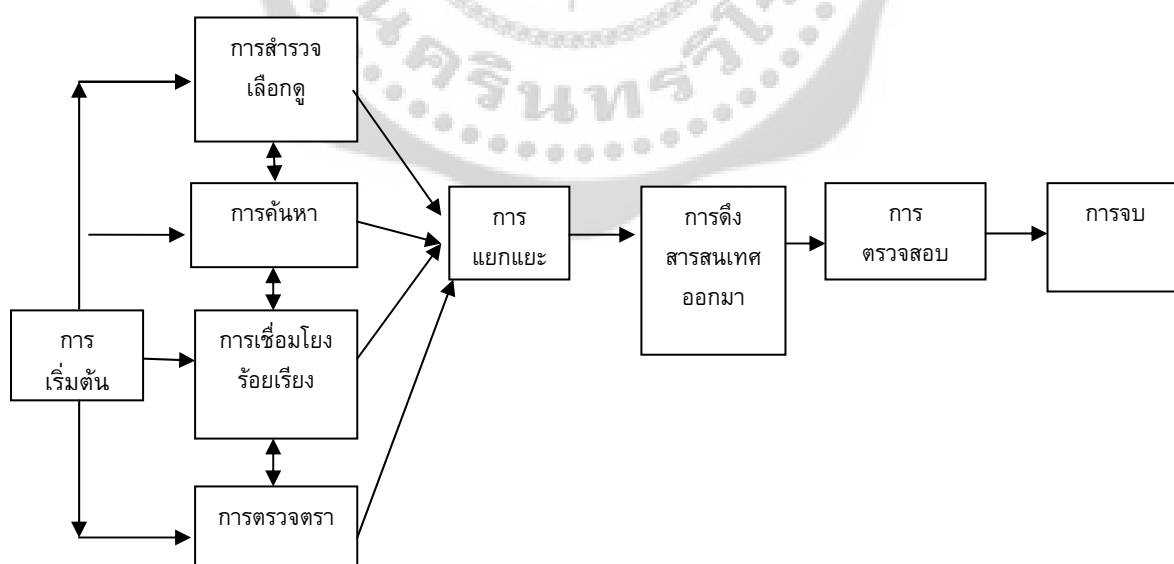 การสำรวจ
เลือกดู
การค้นหา
การ
แยกแยะ
การดึง
สารสนเทศ
ออกมา
การ
ตรวจสอบ
การจบ
การ
เริ่มต้น
การเชื่อมโยง
ร้อยเรียง
การตรวจตรา